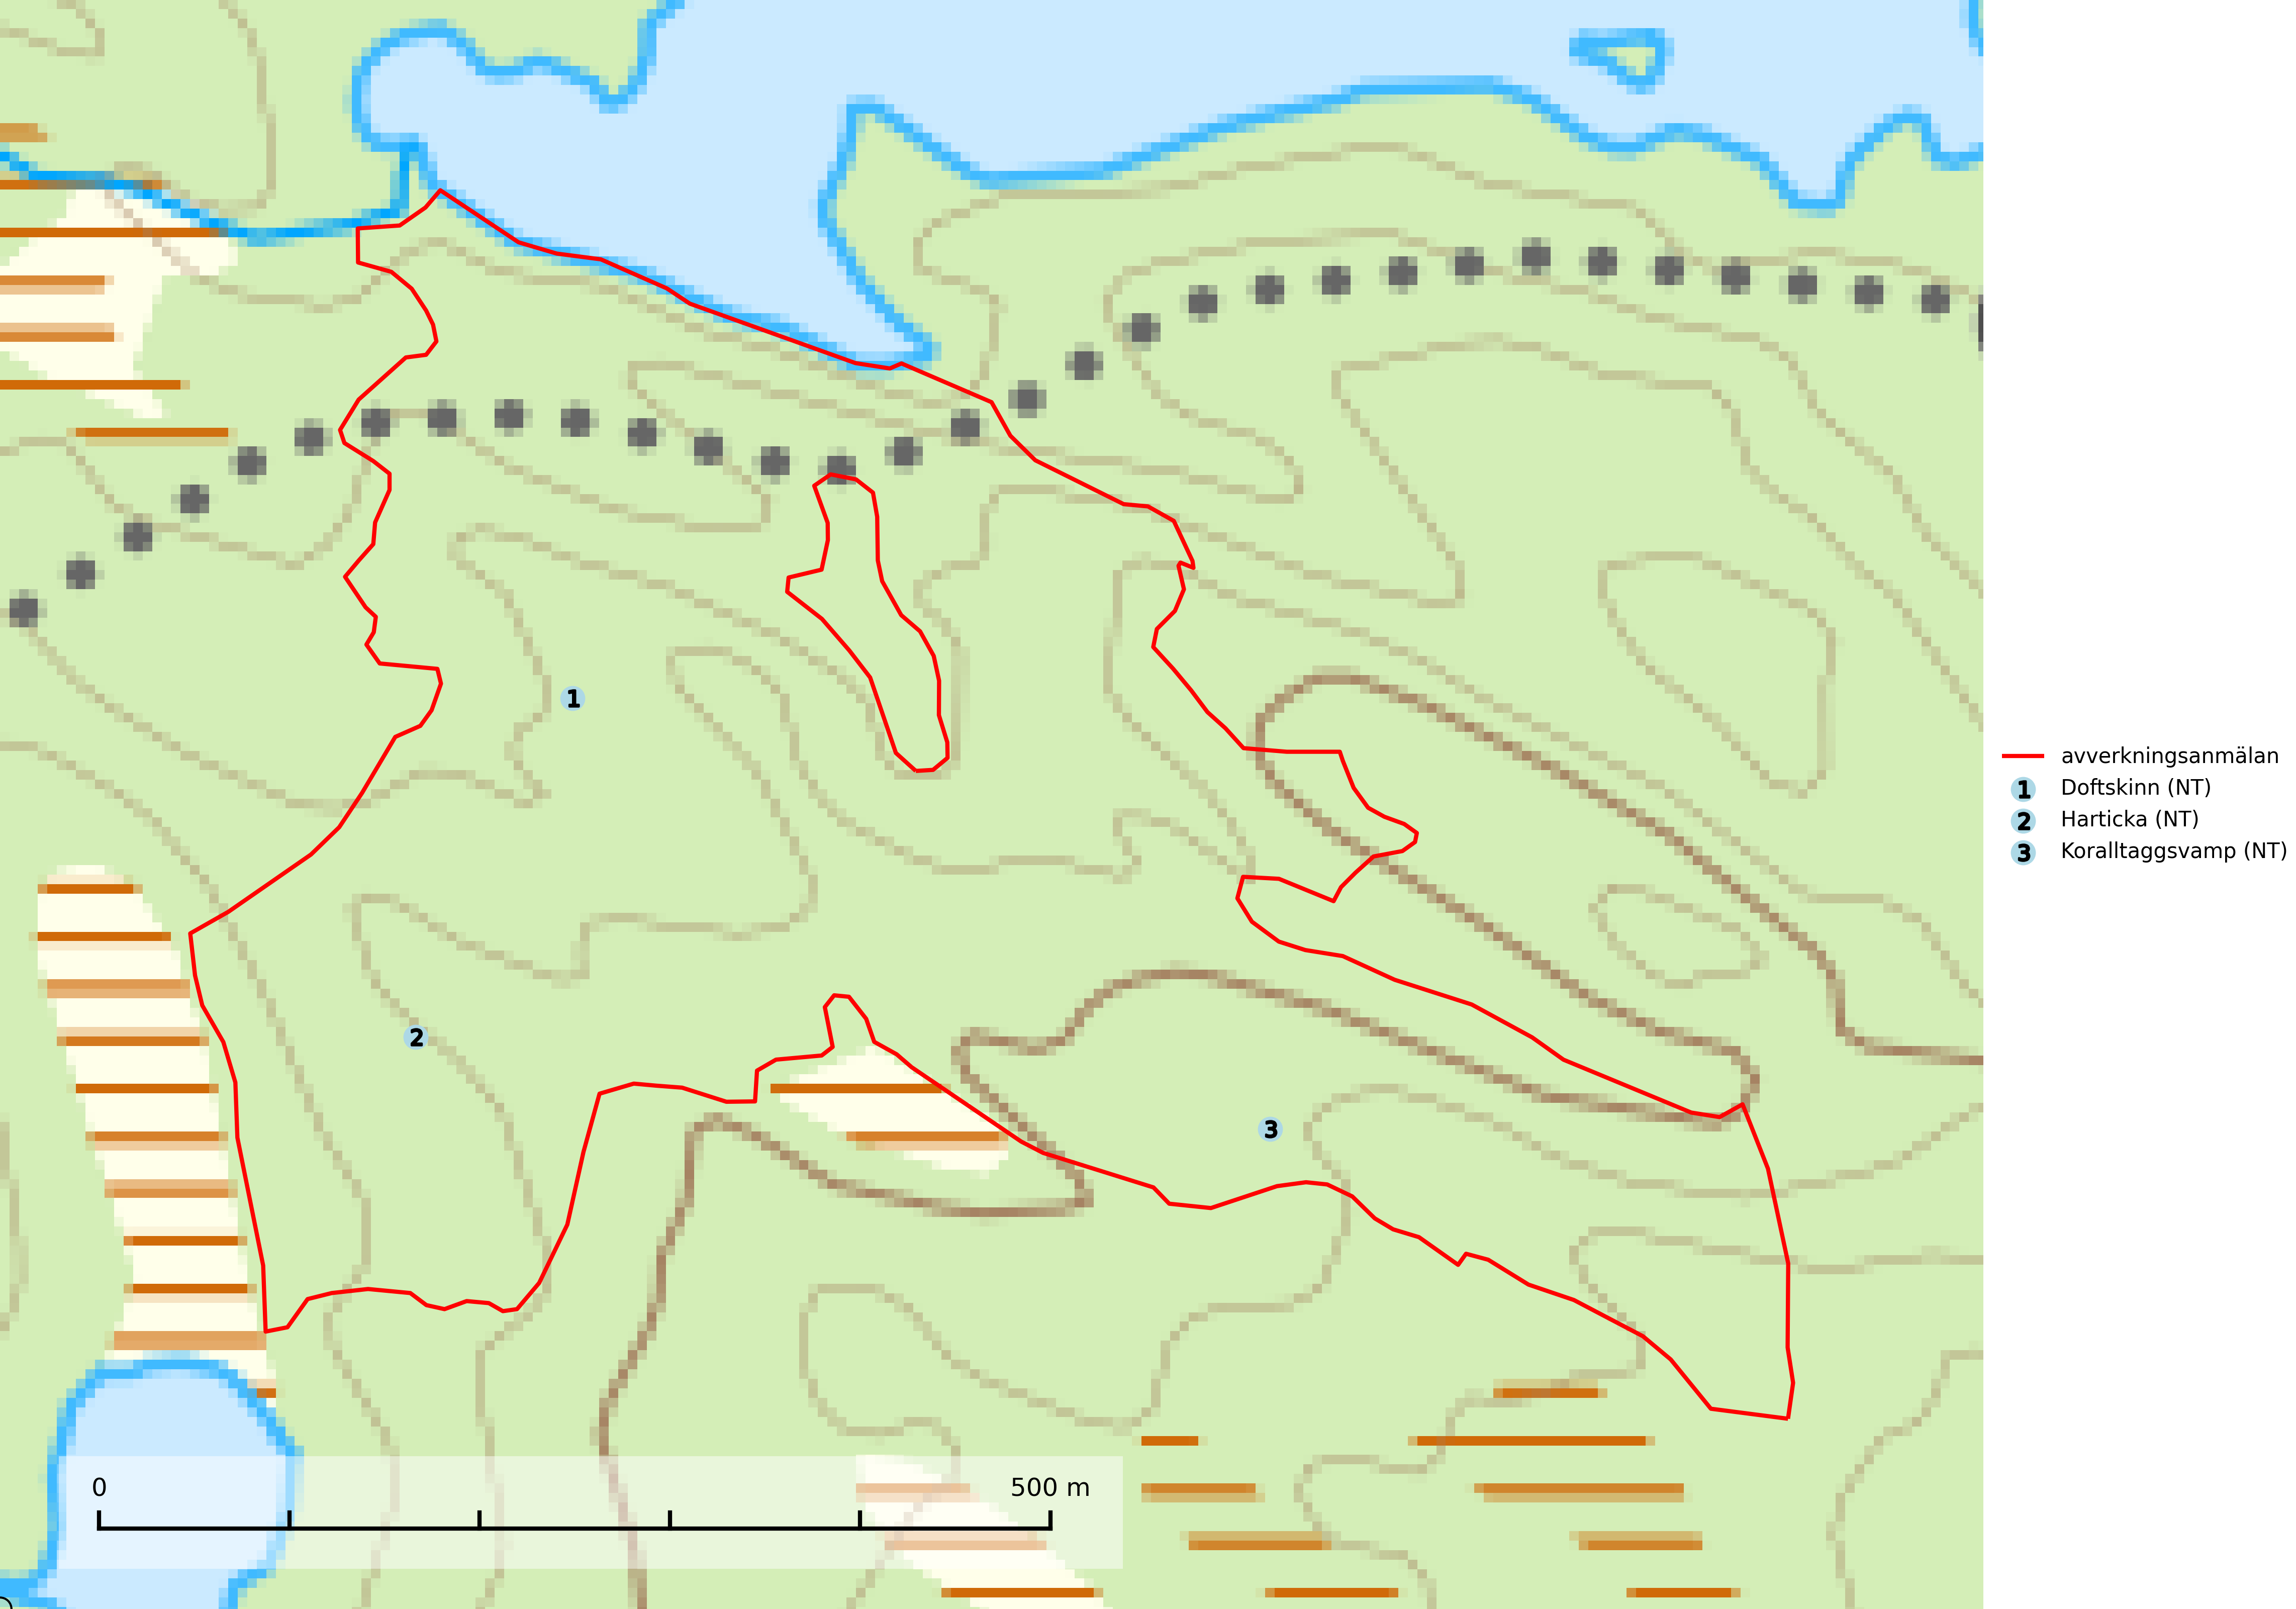 1
2
3
0 500 m
avverkningsanmälan
1 Doftskinn (NT)
2 Harticka (NT)
3 Koralltaggsvamp (NT)